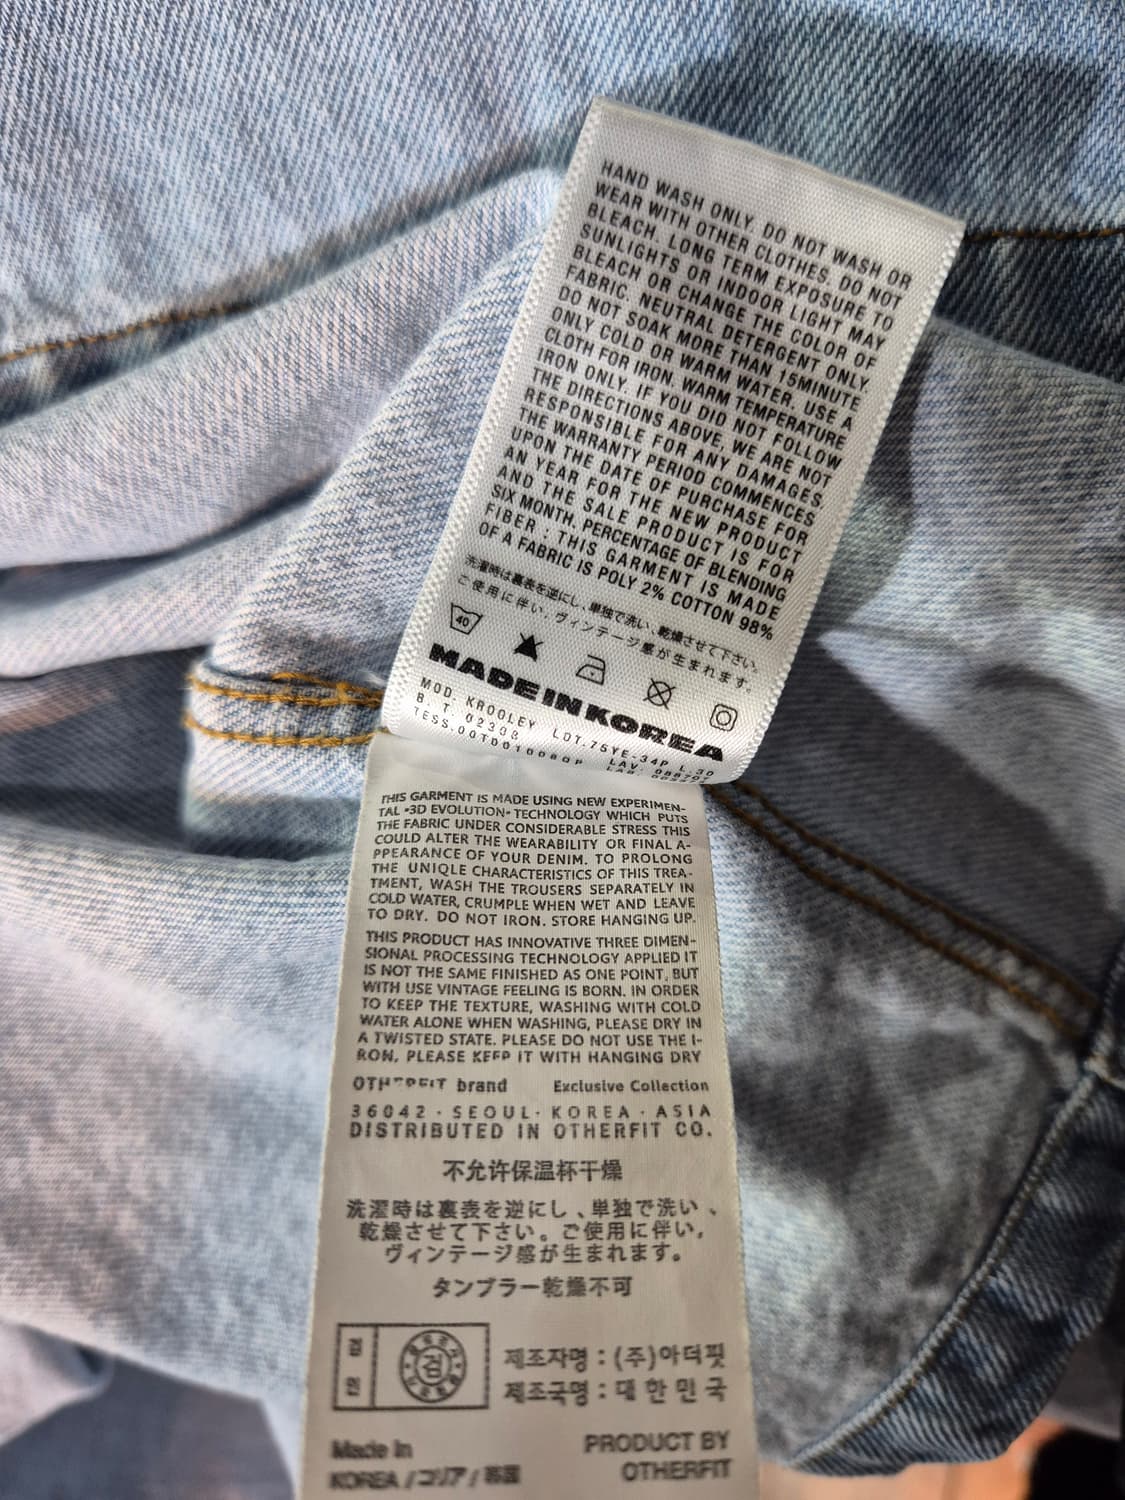 HAND WASH ONLY. DO NOT WASH OR
WEAR WITH OTHER CLOTHES. DO NOT
BLEACH. LONG TERM EXPOSURE TO
SUNLIGHTS OR INDOOR LIGHT MAY
BLEACH OR CHANGE THE COLOR OF
FABRIC. NEUTRAL DETERGENT ONLY.
DO NOT SOAK MORE THAN 15MINUTE
ONLY COLD OR WARM WATER. USE A
CLOTH FOR IRON. WARM TEMPERATURE
IRON ONLY. IF YOU DID NOT FOLLOW
THE DIRECTIONS ABOVE, WE ARE NOT
RESPONSIBLE FOR ANY DAMAGES.
THE WARRANTY PERIOD COMMENCES
UPON THE DATE OF PURCHASE FOR
AN YEAR FOR THE NEW PRODUCT
AND THE SALE PRODUCT IS FOR
SIX MONTH. PERCENTAGE OF BLENDING
FIBER : THIS GARMENT IS MADE
OF A FABRIC IS POLY 2% COTTON 98%
洗濯時は裏表を逆にし、単独で洗い、乾燥させて下さい。
ご使用に伴い、ヴィンテージ感が生まれます。
40
MADE IN KOREA
MOD. KROOLEY LOT.75YE-34P L.30
B. T. 02308
THIS GARMENT IS MADE USING NEW EXPERIMEN-
TAL •3D EVOLUTION• TECHNOLOGY WHICH PUTS
THE FABRIC UNDER CONSIDERABLE STRESS THIS
COULD ALTER THE WEARABILITY OR FINAL A-
PPEARANCE OF YOUR DENIM. TO PROLONG
THE UNIQLE CHARACTERISTICS OF THIS TREA-
TMENT, WASH THE TROUSERS SEPARATELY IN
COLD WATER, CRUMPLE WHEN WET AND LEAVE
TO DRY. DO NOT IRON. STORE HANGING UP.
THIS PRODUCT HAS INNOVATIVE THREE DIMEN-
SIONAL PROCESSING TECHNOLOGY APPLIED IT
IS NOT THE SAME FINISHED AS ONE POINT, BUT
WITH USE VINTAGE FEELING IS BORN. IN ORDER
TO KEEP THE TEXTURE, WASHING WITH COLD
WATER ALONE WHEN WASHING, PLEASE DRY IN
A TWISTED STATE. PLEASE DO NOT USE THE I-
RON, PLEASE KEEP IT WITH HANGING DRY
OTHERFIT brand Exclusive Collection
36042 · SEOUL · KOREA · ASIA
DISTRIBUTED IN OTHERFIT CO.
不允许保温杯干燥
洗濯時は裏表を逆にし、単独で洗い、
乾燥させて下さい。ご使用に伴い,
ヴィンテージ感が生まれます。
タンブラー乾燥不可
검
제조자명 : (주)아더핏
제조국명 : 대한민국
Made In
KOREA / コリア / 韩国
PRODUCT BY
OTHERFIT